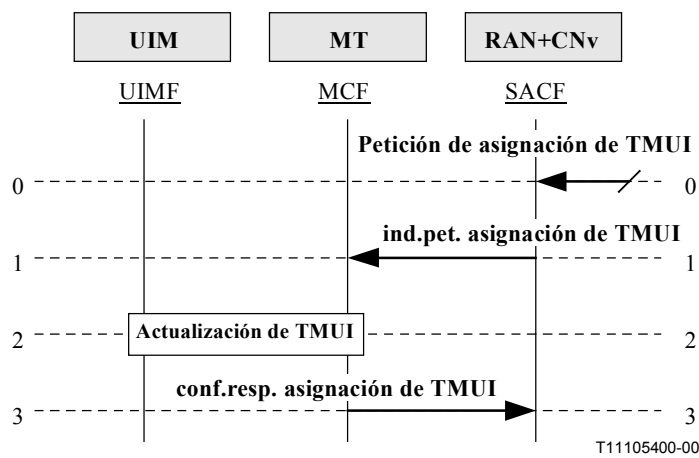 UIM MT RAN+CNv
UIMF MCF SACF
Petición de asignación de TMUI
0 0
ind.pet. asignación de TMUI
1 1
2 Actualización de TMUI 2
conf.resp. asignación de TMUI
3 3
T11105400-00